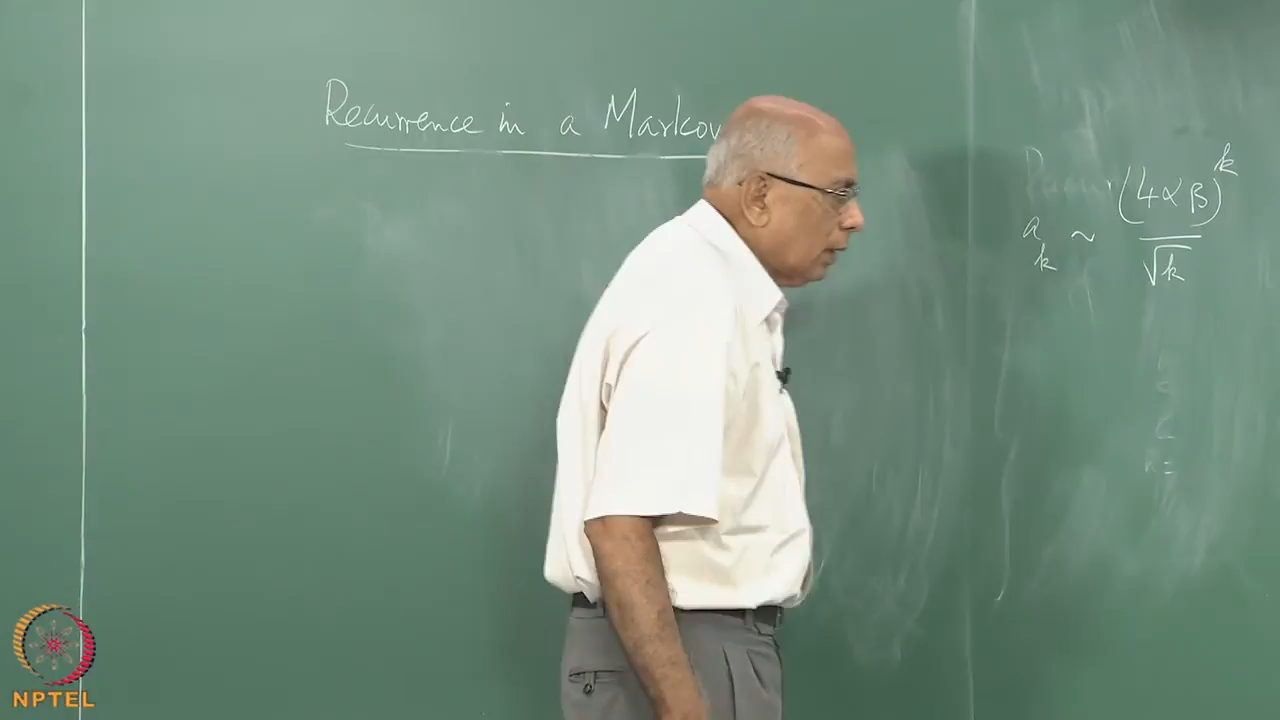 Recurrence in a Markov
a_k ~ (4αβ)^k / √k
NPTEL